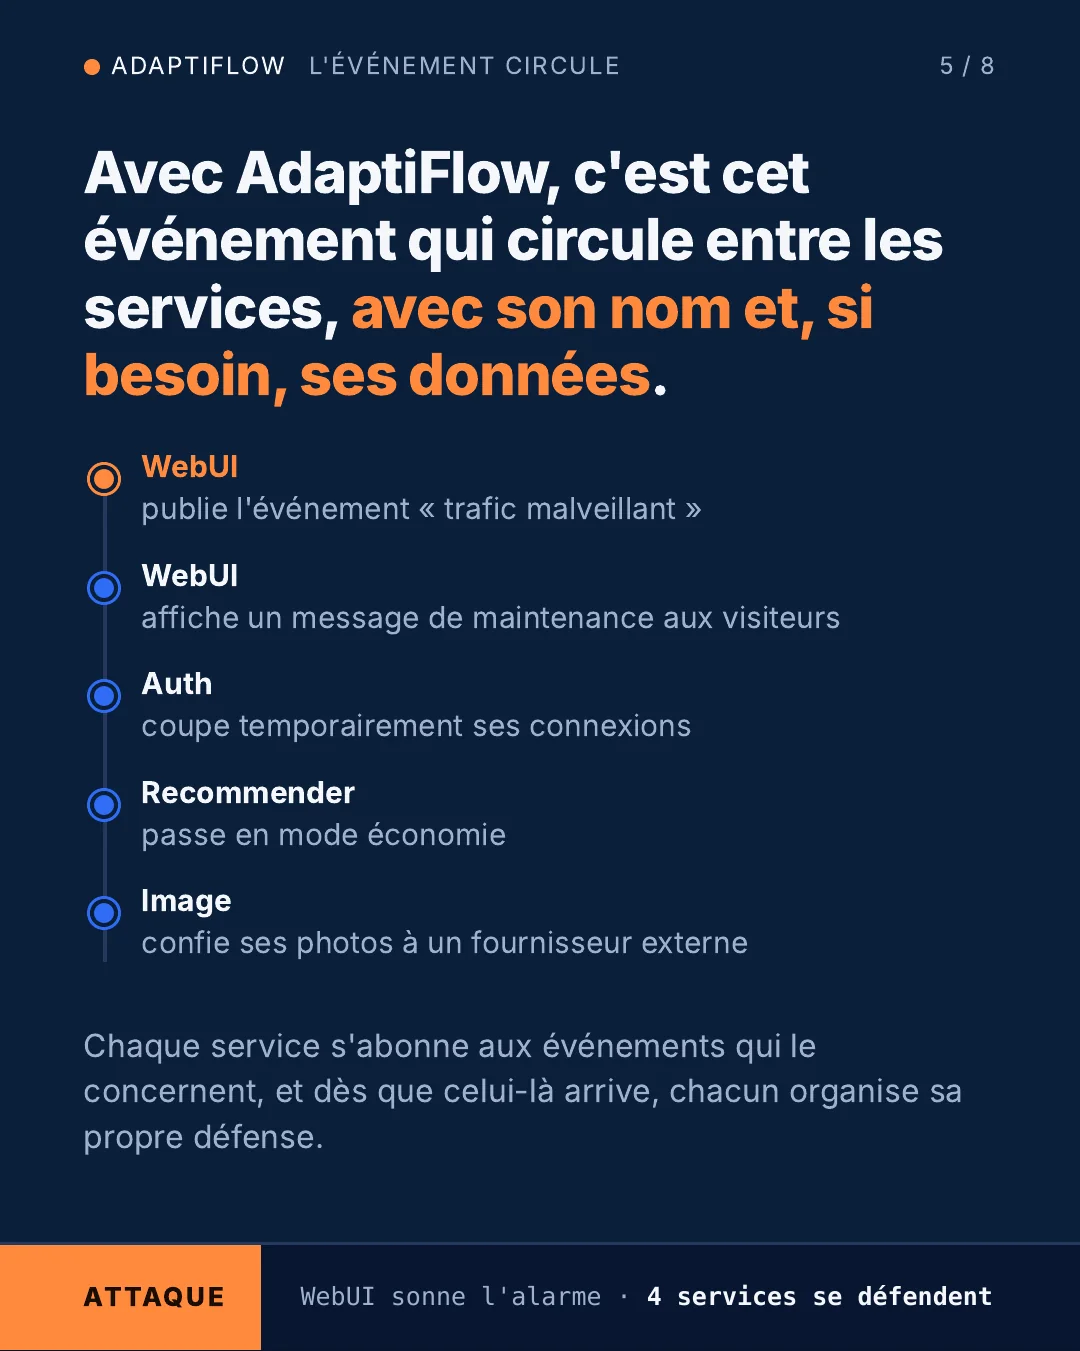 ADAPTIFLOW L'ÉVÉNEMENT CIRCULE 5 / 8
Avec AdaptiFlow, c'est cet
événement qui circule entre les
services, avec son nom et, si
besoin, ses données.
WebUI
publie l'événement « trafic malveillant »
WebUI
affiche un message de maintenance aux visiteurs
Auth
coupe temporairement ses connexions
Recommender
passe en mode économie
Image
confie ses photos à un fournisseur externe
Chaque service s'abonne aux événements qui le
concernent, et dès que celui-là arrive, chacun organise sa
propre défense.
ATTAQUE WebUI sonne l'alarme · 4 services se défendent